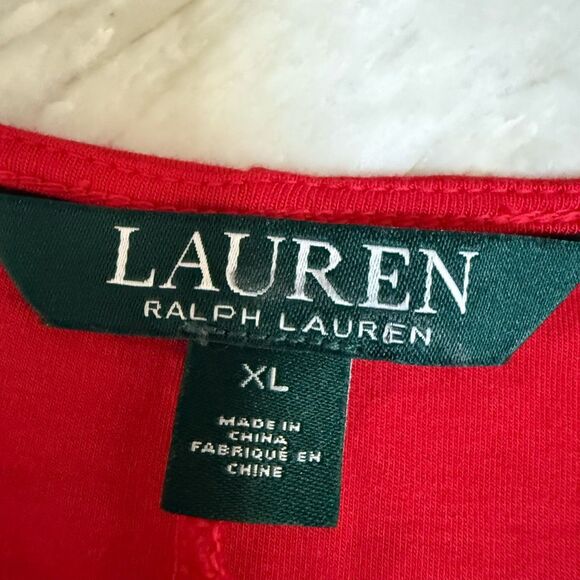 LAUREN
RALPH LAUREN
XL
MADE IN
CHINA
FABRIQUÉ EN
CHINE